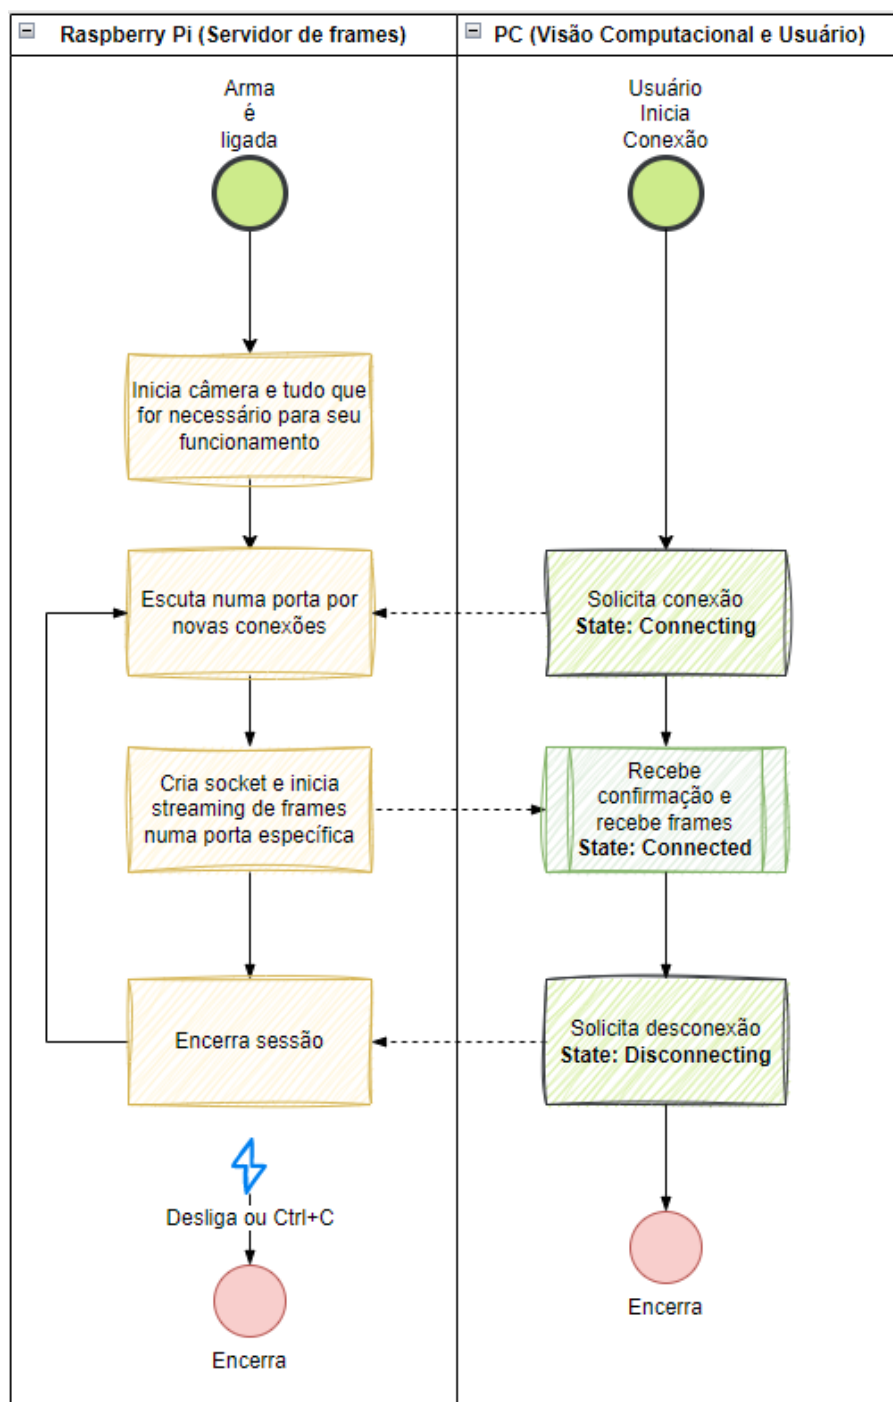 Raspberry Pi (Servidor de frames)
PC (Visão Computacional e Usuário)
Arma
é
ligada
Usuário
Inicia
Conexão
Inicia câmera e tudo que
for necessário para seu
funcionamento
Escuta numa porta por
novas conexões
Solicita conexão
State: Connecting
Cria socket e inicia
streaming de frames
numa porta específica
Recebe
confirmação e
recebe frames
State: Connected
Encerra sessão
Solicita desconexão
State: Disconnecting
Desliga ou Ctrl+C
Encerra
Encerra